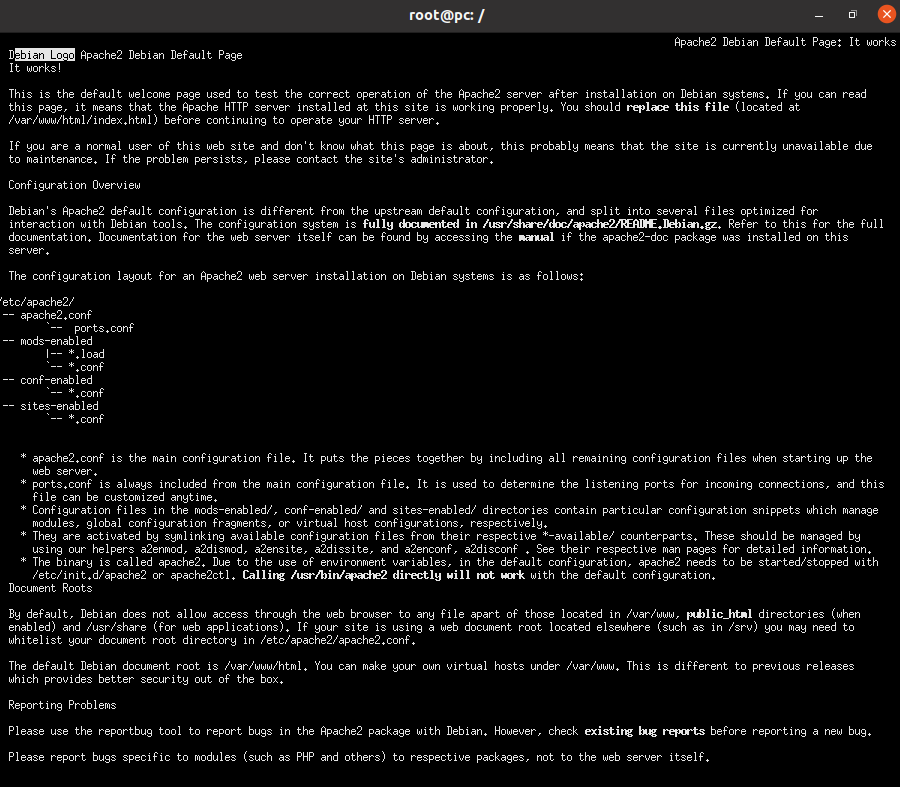 root@pc: /
Apache2 Debian Default Page: It works
Debian Logo Apache2 Debian Default Page
It works!
This is the default welcome page used to test the correct operation of the Apache2 server after installation on Debian systems. If you can read
this page, it means that the Apache HTTP server installed at this site is working properly. You should replace this file (located at
/var/www/html/index.html) before continuing to operate your HTTP server.
If you are a normal user of this web site and don't know what this page is about, this probably means that the site is currently unavailable due
to maintenance. If the problem persists, please contact the site's administrator.
Configuration Overview
Debian's Apache2 default configuration is different from the upstream default configuration, and split into several files optimized for
interaction with Debian tools. The configuration system is fully documented in /usr/share/doc/apache2/README.Debian.gz. Refer to this for the full
documentation. Documentation for the web server itself can be found by accessing the manual if the apache2-doc package was installed on this
server.
The configuration layout for an Apache2 web server installation on Debian systems is as follows:
/etc/apache2/
-- apache2.conf
`--  ports.conf
-- mods-enabled
|-- *.load
`-- *.conf
-- conf-enabled
`-- *.conf
-- sites-enabled
`-- *.conf
* apache2.conf is the main configuration file. It puts the pieces together by including all remaining configuration files when starting up the
web server.
* ports.conf is always included from the main configuration file. It is used to determine the listening ports for incoming connections, and this
file can be customized anytime.
* Configuration files in the mods-enabled/, conf-enabled/ and sites-enabled/ directories contain particular configuration snippets which manage
modules, global configuration fragments, or virtual host configurations, respectively.
* They are activated by symlinking available configuration files from their respective *-available/ counterparts. These should be managed by
using our helpers a2enmod, a2dismod, a2ensite, a2dissite, and a2enconf, a2disconf . See their respective man pages for detailed information.
* The binary is called apache2. Due to the use of environment variables, in the default configuration, apache2 needs to be started/stopped with
/etc/init.d/apache2 or apache2ctl. Calling /usr/bin/apache2 directly will not work with the default configuration.
Document Roots
By default, Debian does not allow access through the web browser to any file apart of those located in /var/www, public_html directories (when
enabled) and /usr/share (for web applications). If your site is using a web document root located elsewhere (such as in /srv) you may need to
whitelist your document root directory in /etc/apache2/apache2.conf.
The default Debian document root is /var/www/html. You can make your own virtual hosts under /var/www. This is different to previous releases
which provides better security out of the box.
Reporting Problems
Please use the reportbug tool to report bugs in the Apache2 package with Debian. However, check existing bug reports before reporting a new bug.
Please report bugs specific to modules (such as PHP and others) to respective packages, not to the web server itself.